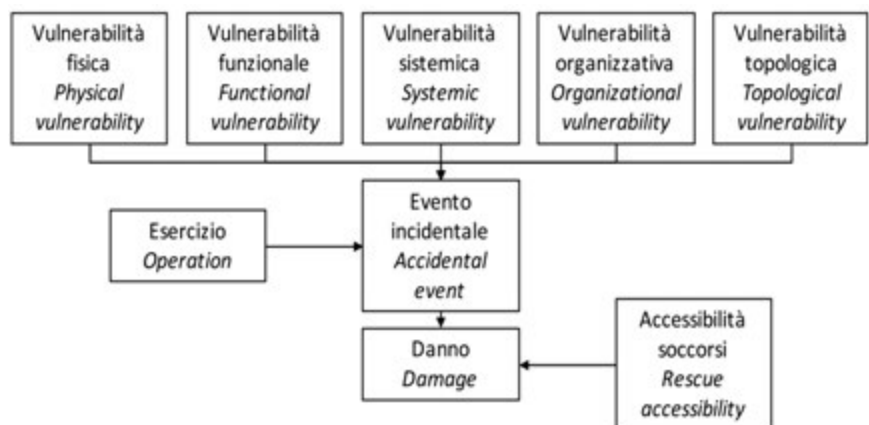 Vulnerabilità
fisica
Physical
vulnerability
Vulnerabilità
funzionale
Functional
vulnerability
Vulnerabilità
sistemica
Systemic
vulnerability
Vulnerabilità
organizzativa
Organizational
vulnerability
Vulnerabilità
topologica
Topological
vulnerability
Esercizio
Operation
Evento
incidentale
Accidental
event
Danno
Damage
Accessibilità
soccorsi
Rescue
accessibility